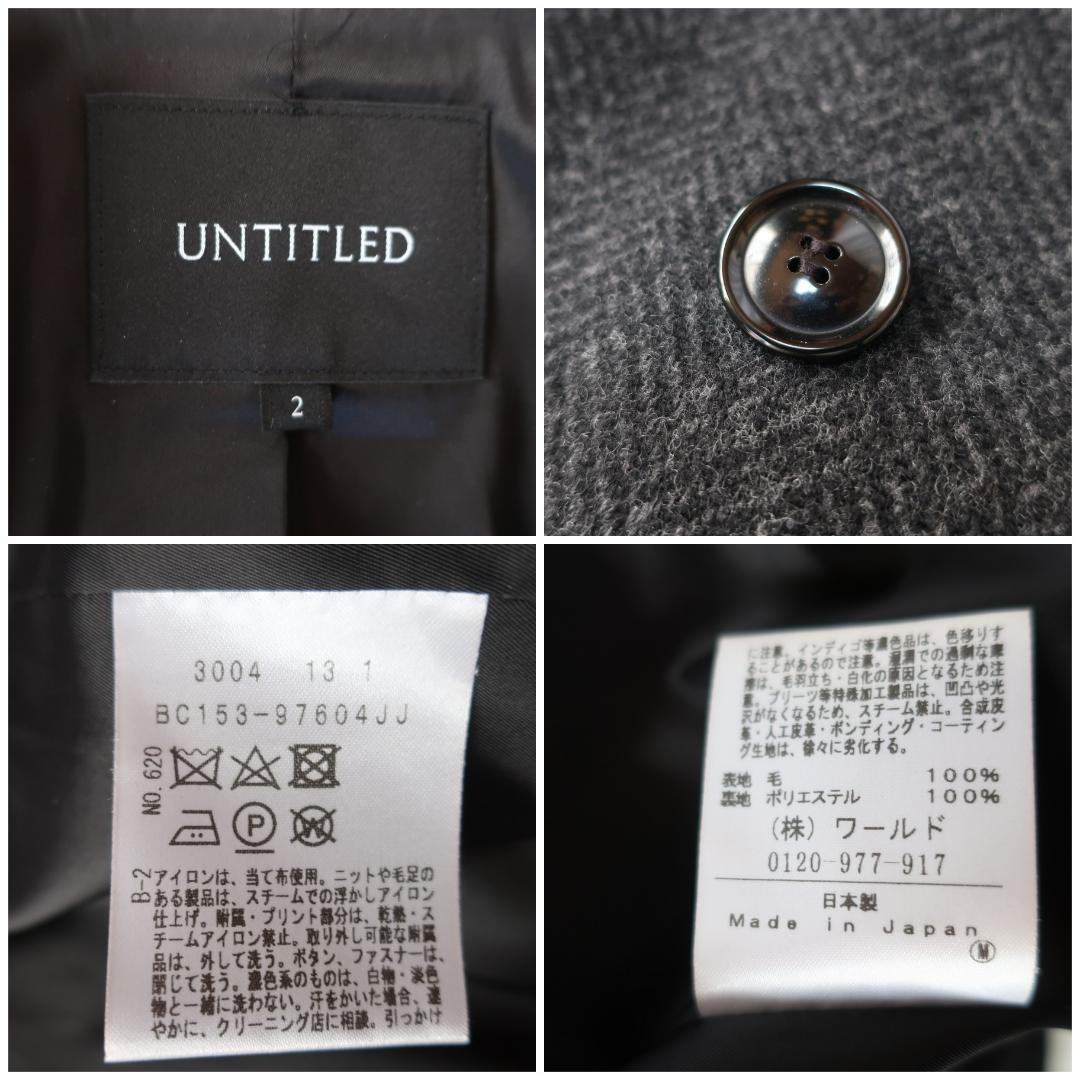 UNTITLED
2
3004 13 1
BC153-97604JJ
NO.620
P
W
B-2
アイロンは、当て布使用。ニットや毛足の
ある製品は、スチームでの浮かしアイロン
仕上げ。附属・プリント部分は、乾熱・ス
チームアイロン禁止。取り外し可能な附属
品は、外して洗う。ボタン、ファスナーは、
閉じて洗う。濃色系のものは、白物・淡色
物と一緒に洗わない。汗をかいた場合、速
やかに、クリーニング店に相談。引っかけ
に注意。インディゴ等濃色品は、色移りす
ることがあるので注意。湿潤での過剰な摩
擦は、毛羽立ち・白化の原因となるため注
意。プリーツ等特殊加工製品は、凹凸や光
沢がなくなるため、スチーム禁止。合成皮
革・人工皮革・ボンディング・コーティン
グ生地は、徐々に劣化する。
表地 毛 100%
裏地 ポリエステル 100%
(株) ワールド
0120-977-917
日本製
Made in Japan
M